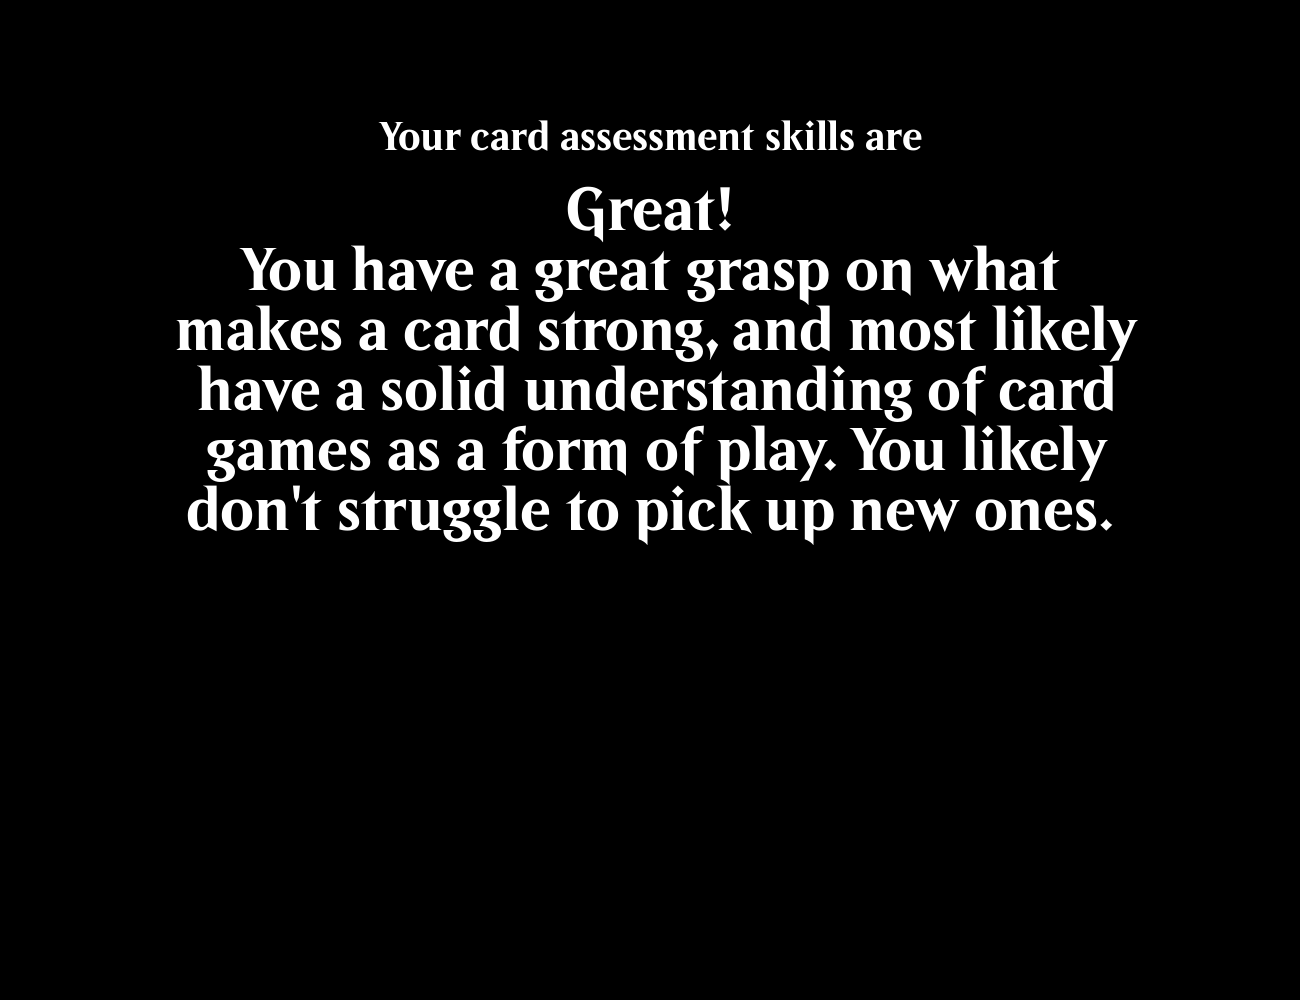 Your card assessment skills are
Great!
You have a great grasp on what
makes a card strong, and most likely
have a solid understanding of card
games as a form of play. You likely
don't struggle to pick up new ones.